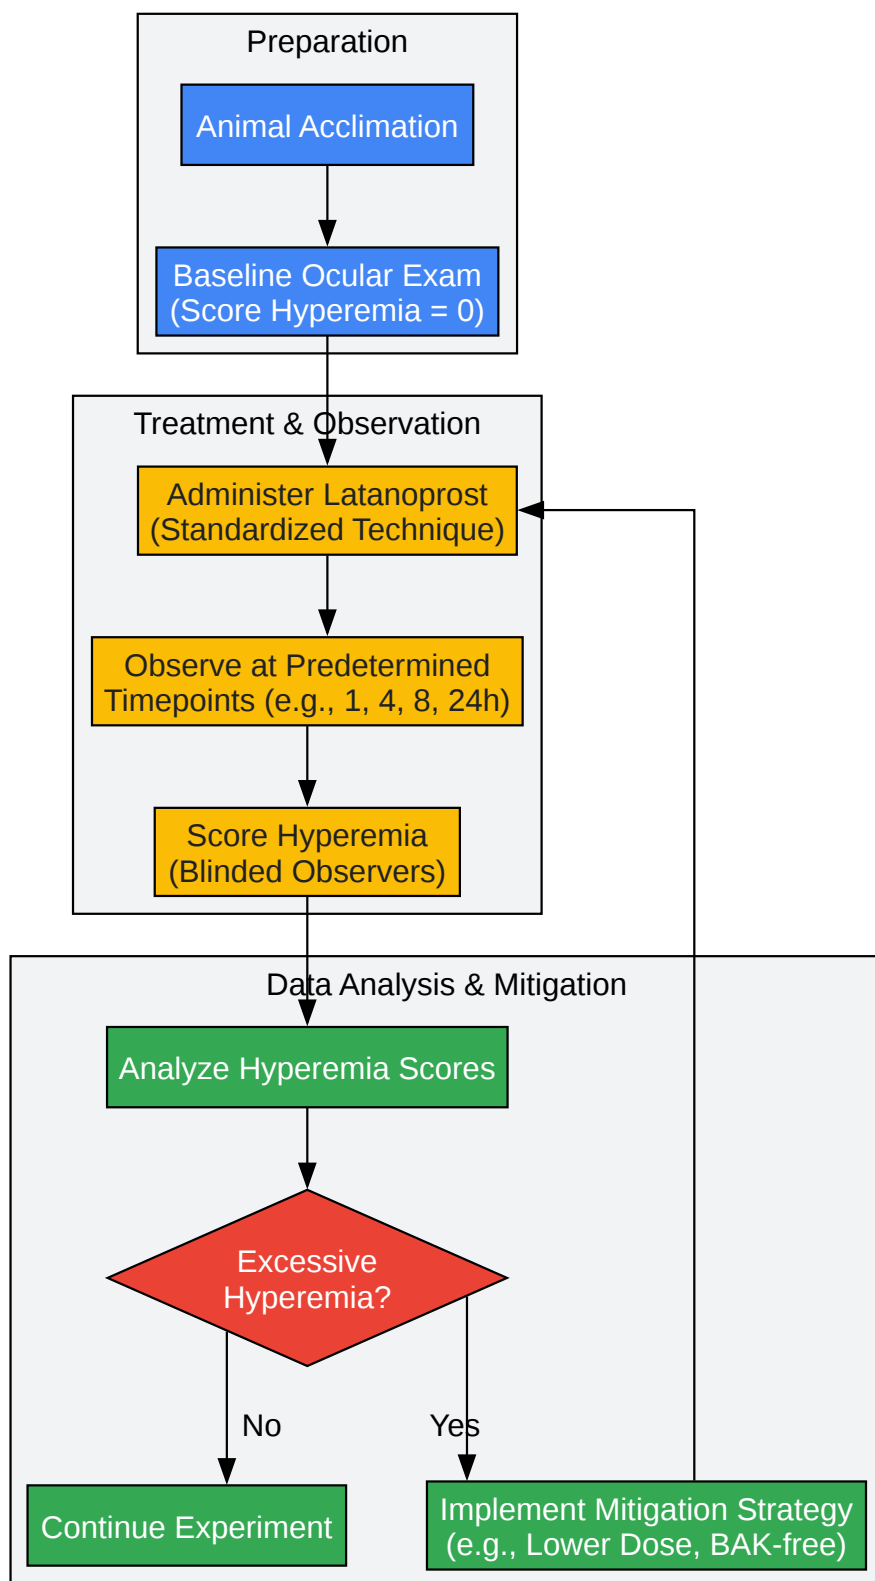 Preparation
Animal Acclimation
Baseline Ocular Exam
(Score Hyperemia = 0)
Treatment & Observation
Administer Latanoprost
(Standardized Technique)
Observe at Predetermined
Timepoints (e.g., 1, 4, 8, 24h)
Score Hyperemia
(Blinded Observers)
Data Analysis & Mitigation
Analyze Hyperemia Scores
Excessive
Hyperemia?
No
Yes
Continue Experiment
Implement Mitigation Strategy
(e.g., Lower Dose, BAK-free)